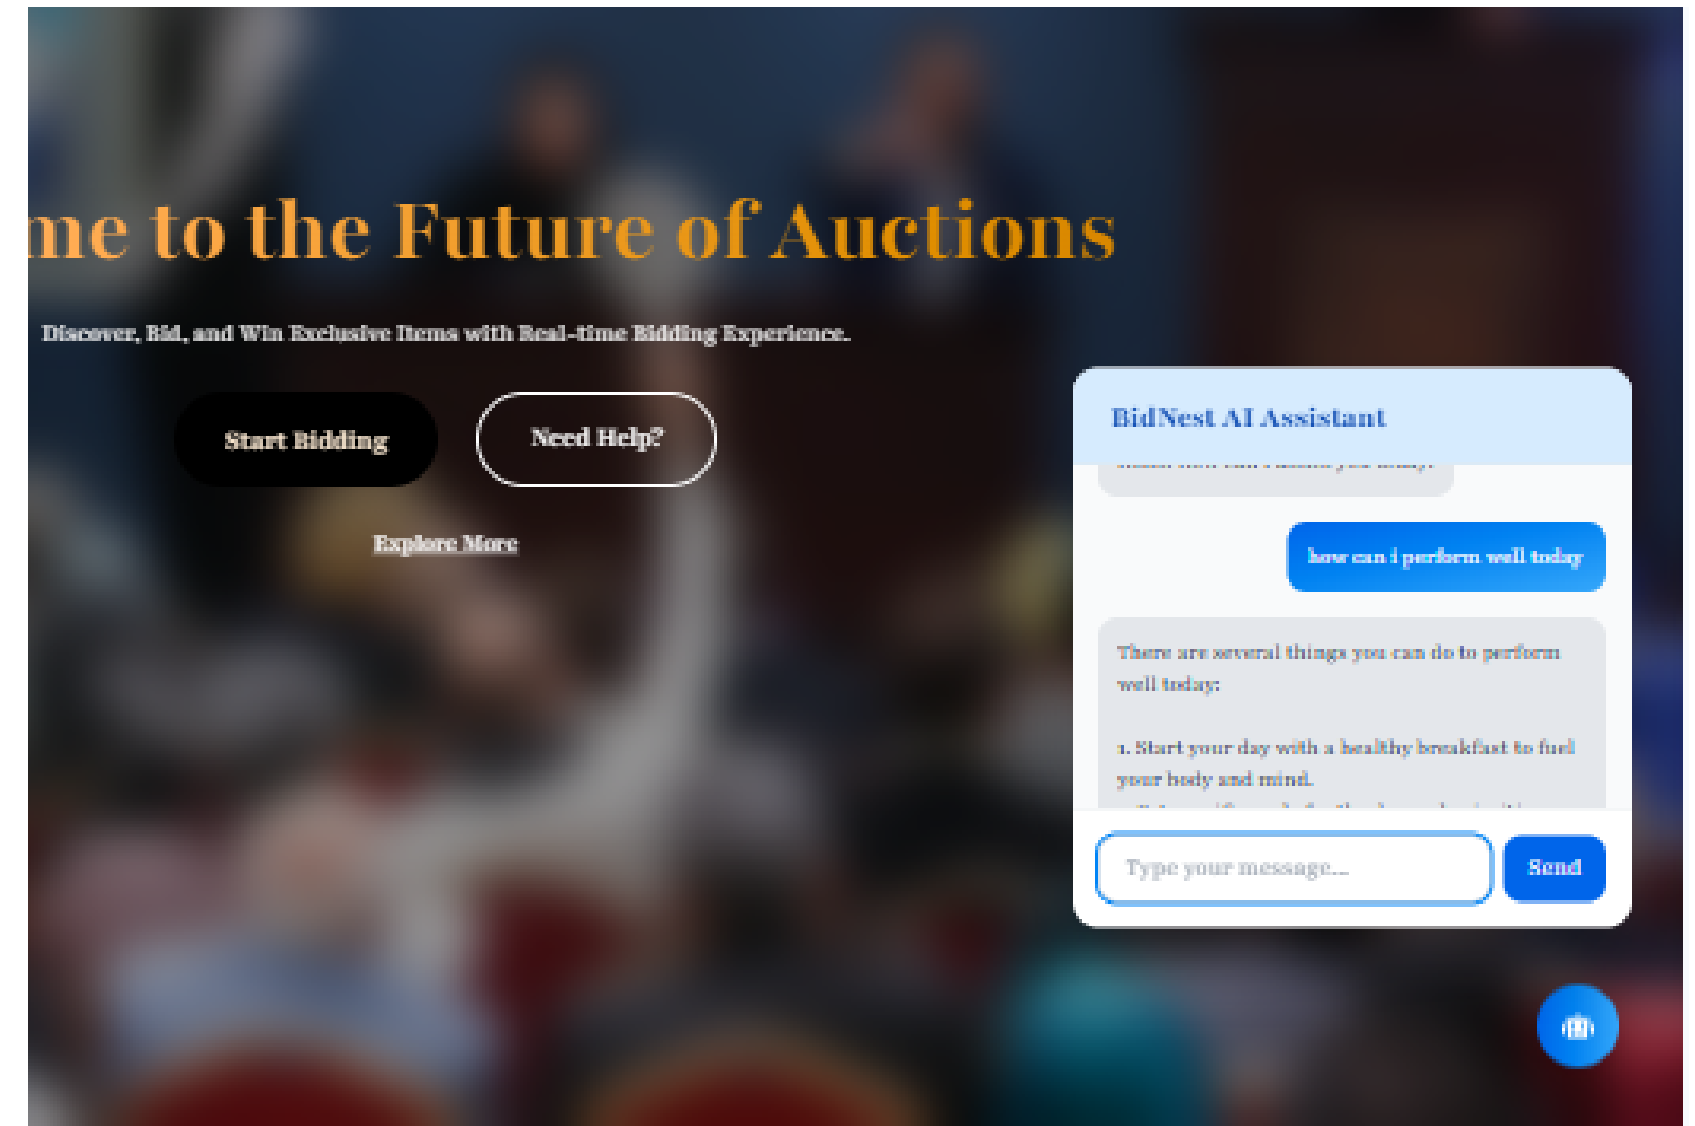 me to the Future of Auctions
Discover, Bid, and Win Exclusive Items with Real-time Bidding Experience.
Start Bidding
Need Help?
Explore More
BidNest AI Assistant
how can i perform well today
There are several things you can do to perform
well today:
1. Start your day with a healthy breakfast to fuel
your body and mind.
Type your message...
Send